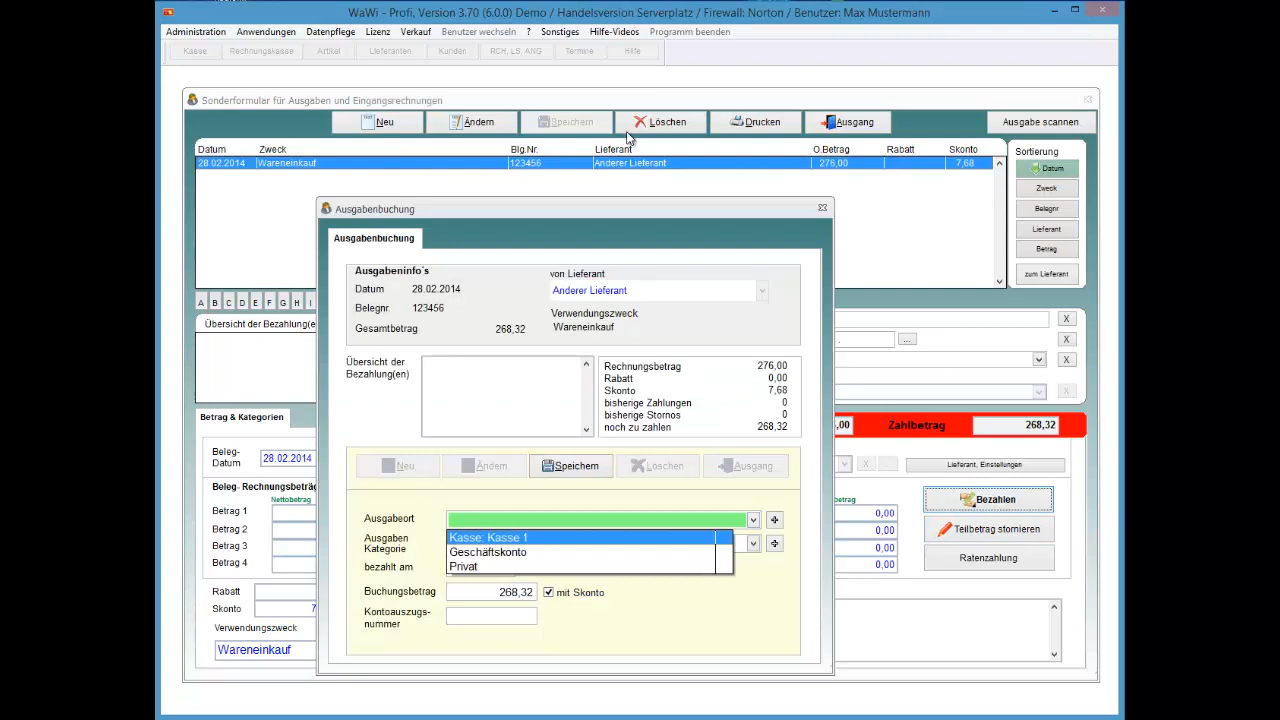 WaWi - Profi, Version 3.70 (6.0.0) Demo / Handelsversion Serverplatz / Firewall: Norton / Benutzer: Max Mustermann
Administration Anwendungen Datenpflege Lizenz Verkauf Benutzer wechseln ? Sonstiges Hilfe-Videos Programm beenden
Kasse Rechnungskasse Artikel Lieferanten Kunden RCH, LS, ANG Termine Hilfe
Sonderformular für Ausgaben und Eingangsrechnungen
Neu Ändern Speichern Löschen Drucken Ausgang Ausgabe scannen
Datum Zweck Blg.Nr. Lieferant O.Betrag Rabatt Skonto
28.02.2014 Wareneinkauf 123456 Anderer Lieferant 276,00 7,68
Sortierung
Datum
Zweck
Belegnr
Lieferant
Betrag
zum Lieferant
A B C D E F G H I
Übersicht der Bezahlung(e
X
... X
X
X
Ausgabenbuchung
Ausgabenbuchung
Ausgabeninfo´s
Datum 28.02.2014
Belegnr. 123456
Gesamtbetrag 268,32
von Lieferant
Anderer Lieferant
Verwendungszweck
Wareneinkauf
Übersicht der
Bezahlung(en)
Rechnungsbetrag 276,00
Rabatt 0,00
Skonto 7,68
bisherige Zahlungen 0
bisherige Stornos 0
noch zu zahlen 268,32
Neu Ändern Speichern Löschen Ausgang
Ausgabeort
Kasse: Kasse 1
Geschäftskonto
Privat
Ausgaben
Kategorie
bezahlt am
Buchungsbetrag 268,32 mit Skonto
Kontoauszugs-
nummer
Betrag & Kategorien
,00 Zahlbetrag 268,32
Beleg-
Datum 28.02.2014
X ... Lieferant, Einstellungen
Beleg- Rechnungsbeträg
Nettobetrag
Betrag 1
Betrag 2
Betrag 3
Betrag 4
etrag
0,00
0,00
0,00
0,00
Bezahlen
Teilbetrag stornieren
Ratenzahlung
Rabatt
Skonto 7
Verwendungszweck
Wareneinkauf